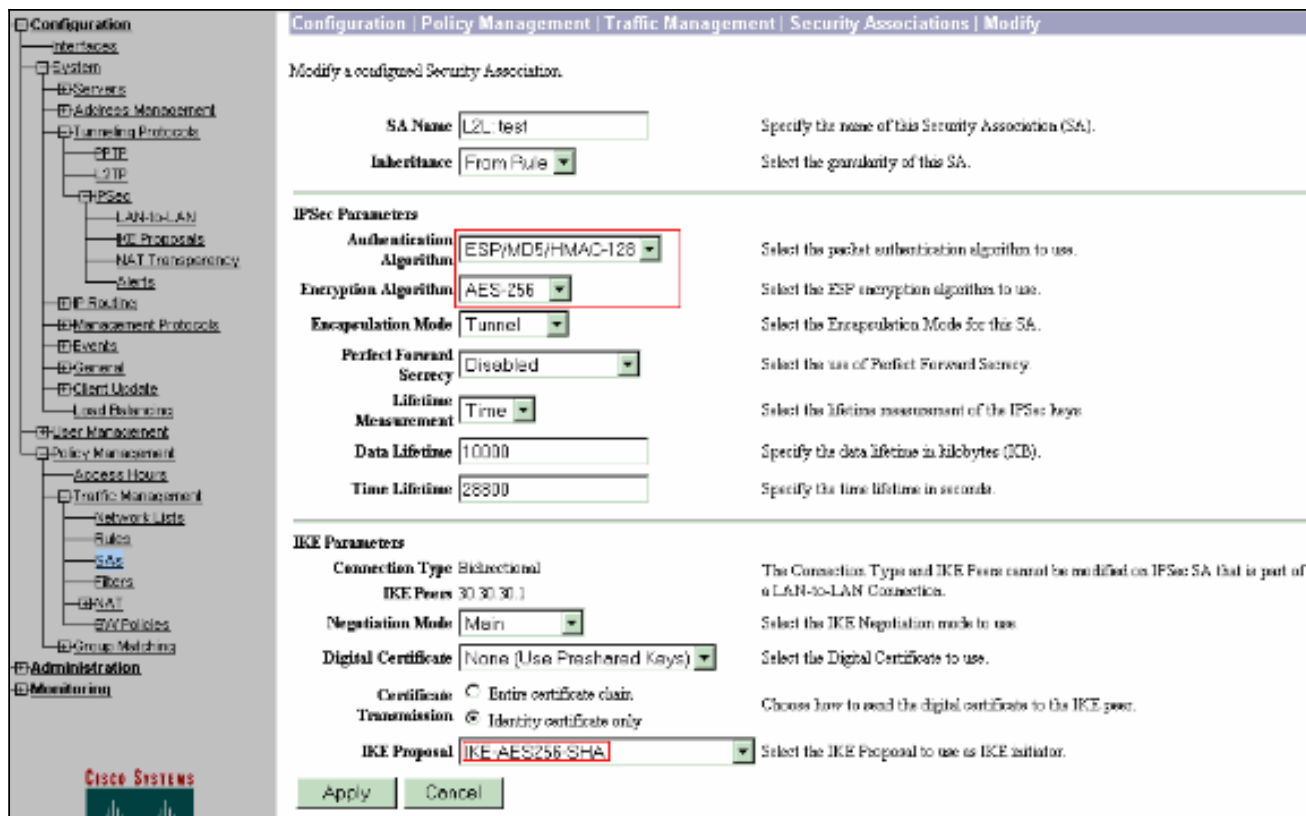 Configuration
Interfaces
System
Servers
Address Management
Tunneling Protocols
PPTP
L2TP
IPSec
LAN-to-LAN
IKE Proposals
NAT Transparency
Alerts
IP Routing
Management Protocols
Events
General
Client Update
Load Balancing
User Management
Policy Management
Access Hours
Traffic Management
Network Lists
Rules
SAs
Filters
NAT
BW Policies
Group Matching
Administration
Monitoring
CISCO SYSTEMS
Configuration | Policy Management | Traffic Management | Security Associations | Modify
Modify a configured Security Association.
SA Name L2L: test Specify the name of this Security Association (SA).
Inheritance From Rule Select the granularity of this SA.
IPSec Parameters
Authentication Algorithm ESP/MD5/HMAC-128 Select the packet authentication algorithm to use.
Encryption Algorithm AES-256 Select the ESP encryption algorithm to use.
Encapsulation Mode Tunnel Select the Encapsulation Mode for this SA.
Perfect Forward Secrecy Disabled Select the use of Perfect Forward Secrecy.
Lifetime Measurement Time Select the lifetime measurement of the IPSec keys.
Data Lifetime 10000 Specify the data lifetime in kilobytes (KB).
Time Lifetime 28800 Specify the time lifetime in seconds.
IKE Parameters
Connection Type Bidirectional The Connection Type and IKE Peers cannot be modified on IPSec SA that is part of
IKE Peers 30.30.30.1 a LAN-to-LAN Connection.
Negotiation Mode Main Select the IKE Negotiation mode to use.
Digital Certificate None (Use Preshared Keys) Select the Digital Certificate to use.
Certificate Transmission Entire certificate chain
Identity certificate only
Choose how to send the digital certificate to the IKE peer.
IKE Proposal IKE-AES256-SHA Select the IKE Proposal to use as IKE initiator.
Apply Cancel